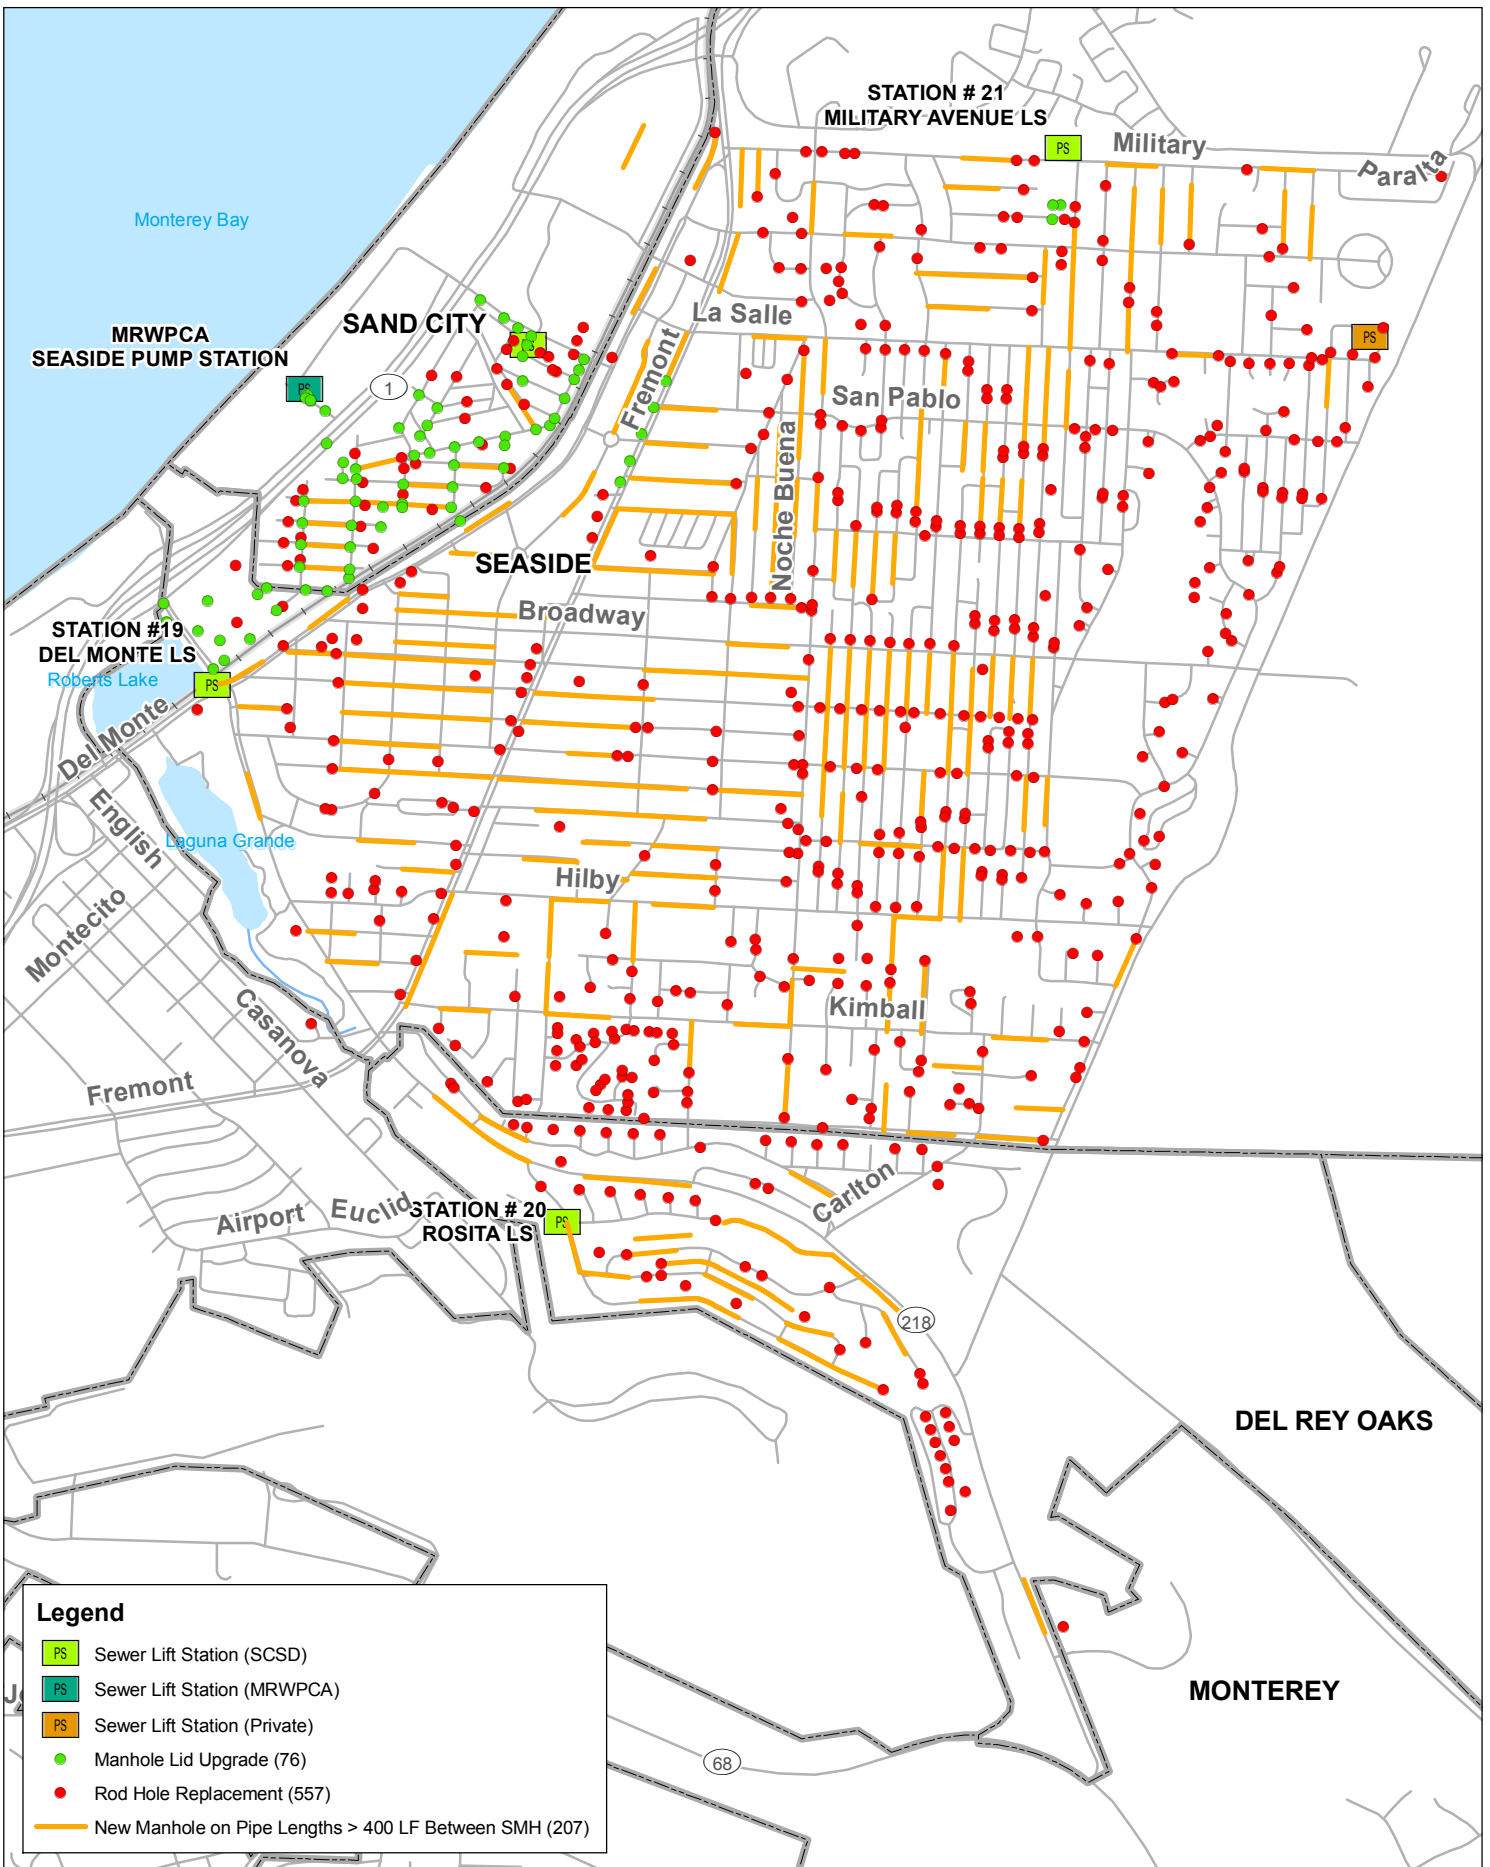 STATION # 21
MILITARY AVENUE LS
PS
Military
Paralta
Monterey Bay
SAND CITY
La Salle
MRWPCA
SEASIDE PUMP STATION
PS
PS
PS
1
Fremont
San Pablo
Noche Buena
SEASIDE
Broadway
STATION #19
DEL MONTE LS
Roberts Lake
PS
Del Monte
English
Laguna Grande
Hilby
Montecito
Casanova
Kimball
Fremont
Carlton
Airport
Euclid
STATION # 20
ROSITA LS
PS
218
DEL REY OAKS
MONTEREY
68
Legend
PS Sewer Lift Station (SCSD)
PS Sewer Lift Station (MRWPCA)
PS Sewer Lift Station (Private)
Manhole Lid Upgrade (76)
Rod Hole Replacement (557)
New Manhole on Pipe Lengths > 400 LF Between SMH (207)